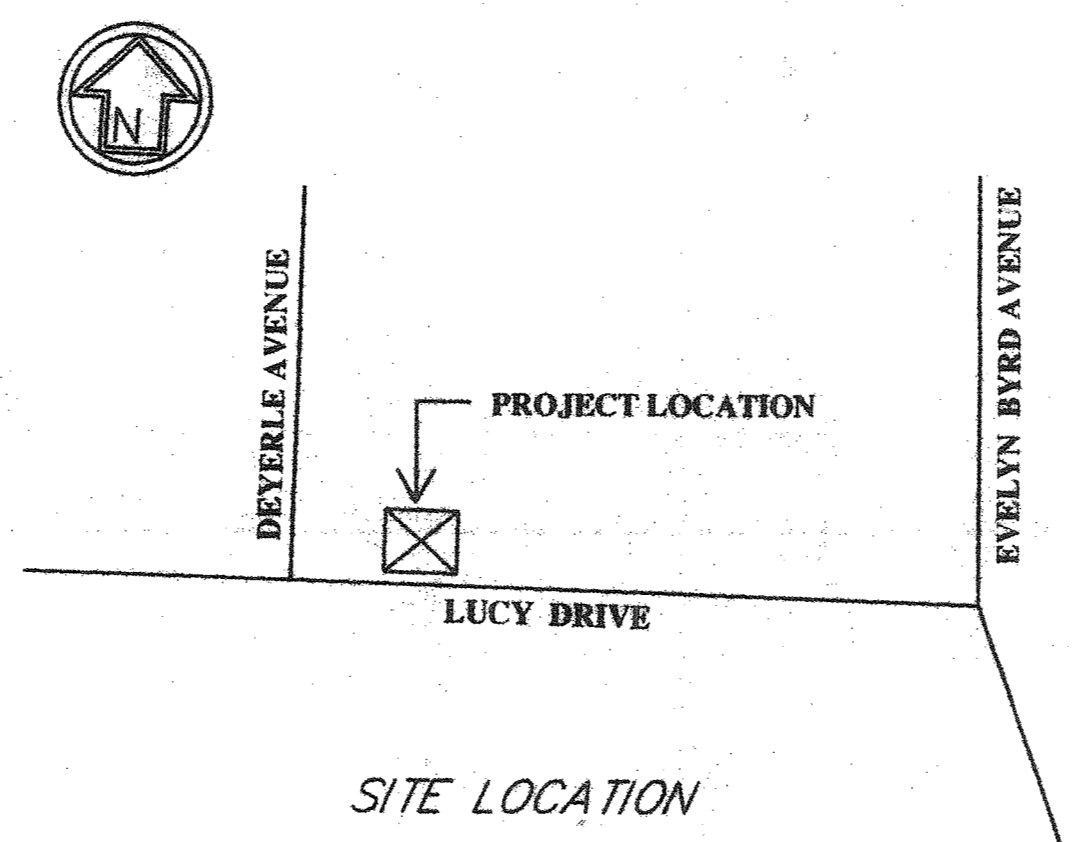 N
DEYERLE AVENUE
EVELYN BYRD AVENUE
PROJECT LOCATION
LUCY DRIVE
SITE LOCATION